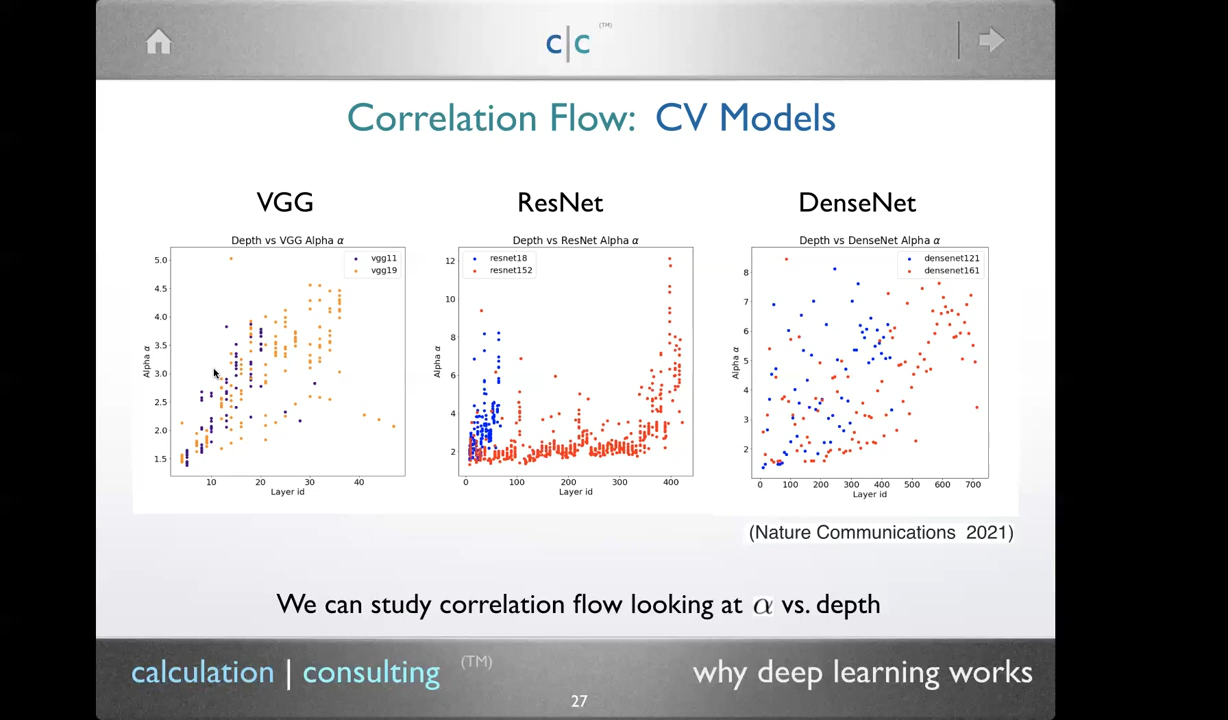 c|c (TM)
Correlation Flow: CV Models
VGG
ResNet
DenseNet
Depth vs VGG Alpha α
vgg11
vgg19
5.0
4.5
4.0
3.5
3.0
2.5
2.0
1.5
Alpha α
10 20 30 40
Layer id
Depth vs ResNet Alpha α
resnet18
resnet152
12
10
8
6
4
2
Alpha α
0 100 200 300 400
Layer id
Depth vs DenseNet Alpha α
densenet121
densenet161
8
7
6
5
4
3
2
Alpha α
0 100 200 300 400 500 600 700
Layer id
(Nature Communications 2021)
We can study correlation flow looking at α vs. depth
calculation | consulting (TM)
why deep learning works
27